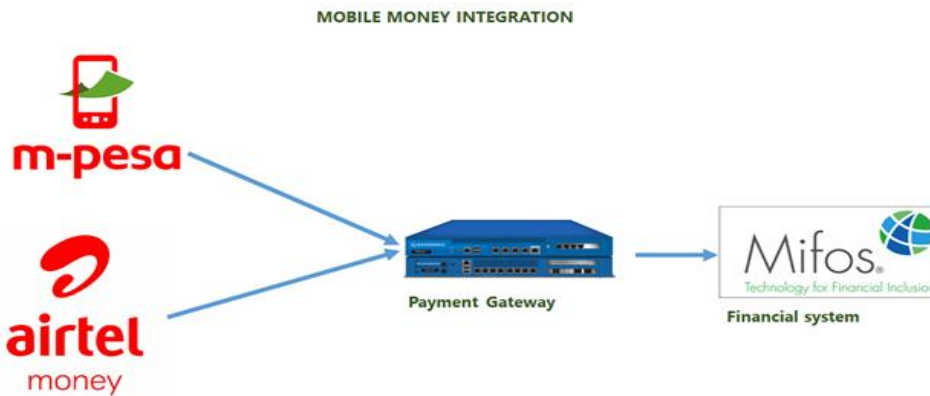 MOBILE MONEY INTEGRATION
m-pesa
airtel
money
Payment Gateway
Mifos®
Technology for Financial Inclusion
Financial system